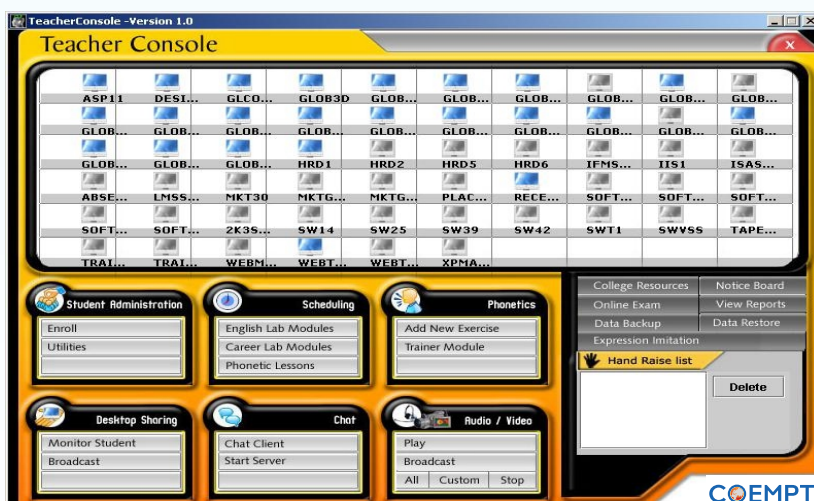 TeacherConsole -Version 1.0
Teacher Console
X
ASP11 DESI... GLCO... GLOB3D GLOB... GLOB... GLOB... GLOB... GLOB... GLOB...
GLOB... GLOB... GLOB... GLOB... GLOB... GLOB... GLOB... GLOB... GLOB... GLOB...
GLOB... GLOB... GLOB... HRD1 HRD2 HRD5 HRD6 IFMS... IIS1 ISAS...
ABSE... LMSS... MKT30 MKTG... MKTG... PLAC... RECE... SOFT... SOFT... SOFT...
SOFT... SOFT... 2K3S... SW14 SW25 SW39 SW42 SWT1 SWVSS TAPE...
TRAI... TRAI... WEBM... WEBT... WEBT... XPMA...
Student Administration
Enroll
Utilities
Scheduling
English Lab Modules
Career Lab Modules
Phonetic Lessons
Phonetics
Add New Exercise
Trainer Module
College Resources Notice Board
Online Exam View Reports
Data Backup Data Restore
Expression Imitation
Hand Raise list
Delete
Desktop Sharing
Monitor Student
Broadcast
Chat
Chat Client
Start Server
Audio / Video
Play
Broadcast
All Custom Stop
COEMPT